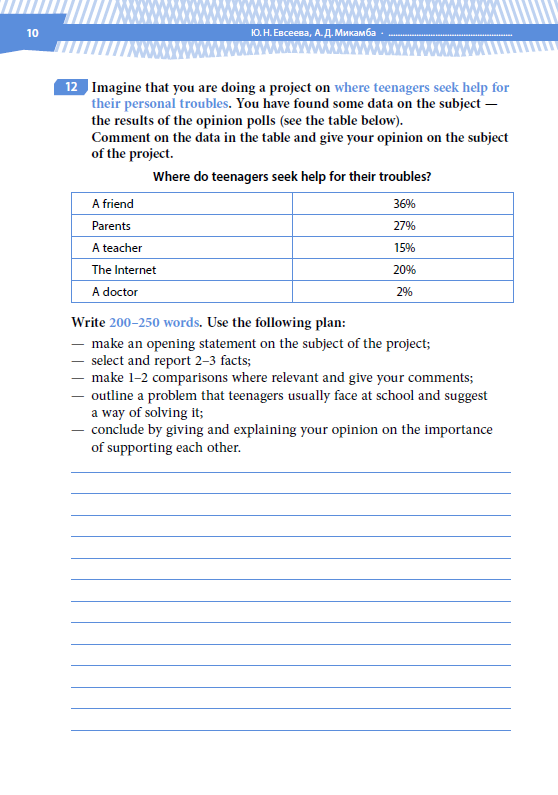 10
Ю. Н. Евсеева, А. Д. Микамба ·
12 Imagine that you are doing a project on where teenagers seek help for
their personal troubles. You have found some data on the subject —
the results of the opinion polls (see the table below).
Comment on the data in the table and give your opinion on the subject
of the project.
Where do teenagers seek help for their troubles?
A friend 36%
Parents 27%
A teacher 15%
The Internet 20%
A doctor 2%
Write 200–250 words. Use the following plan:
— make an opening statement on the subject of the project;
— select and report 2–3 facts;
— make 1–2 comparisons where relevant and give your comments;
— outline a problem that teenagers usually face at school and suggest
a way of solving it;
— conclude by giving and explaining your opinion on the importance
of supporting each other.